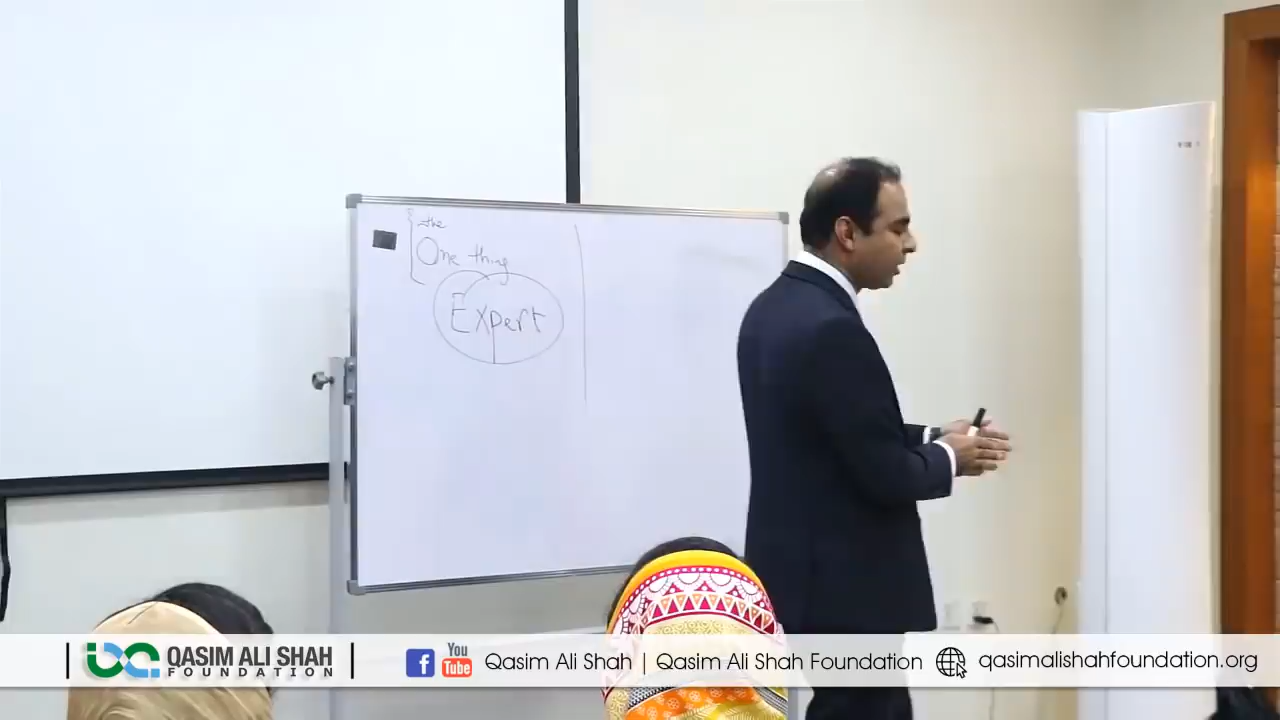 the
One thing
Expert
QASIM ALI SHAH
FOUNDATION
You
Tube
Qasim Ali Shah | Qasim Ali Shah Foundation
qasimalishahfoundation.org